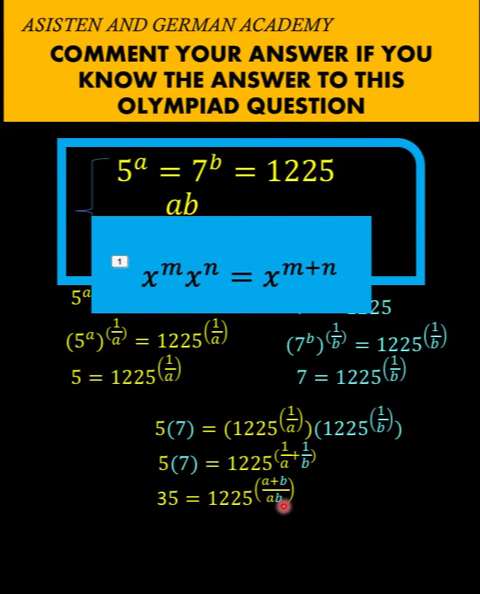 ASISTEN AND GERMAN ACADEMY
COMMENT YOUR ANSWER IF YOU
KNOW THE ANSWER TO THIS
OLYMPIAD QUESTION
5^a = 7^b = 1225
ab
1
x^m x^n = x^{m+n}
5^a
25
(5^a)^(1/a) = 1225^(1/a)
(7^b)^(1/b) = 1225^(1/b)
5 = 1225^(1/a)
7 = 1225^(1/b)
5(7) = (1225^(1/a))(1225^(1/b))
5(7) = 1225^(1/a + 1/b)
35 = 1225^((a+b)/ab)